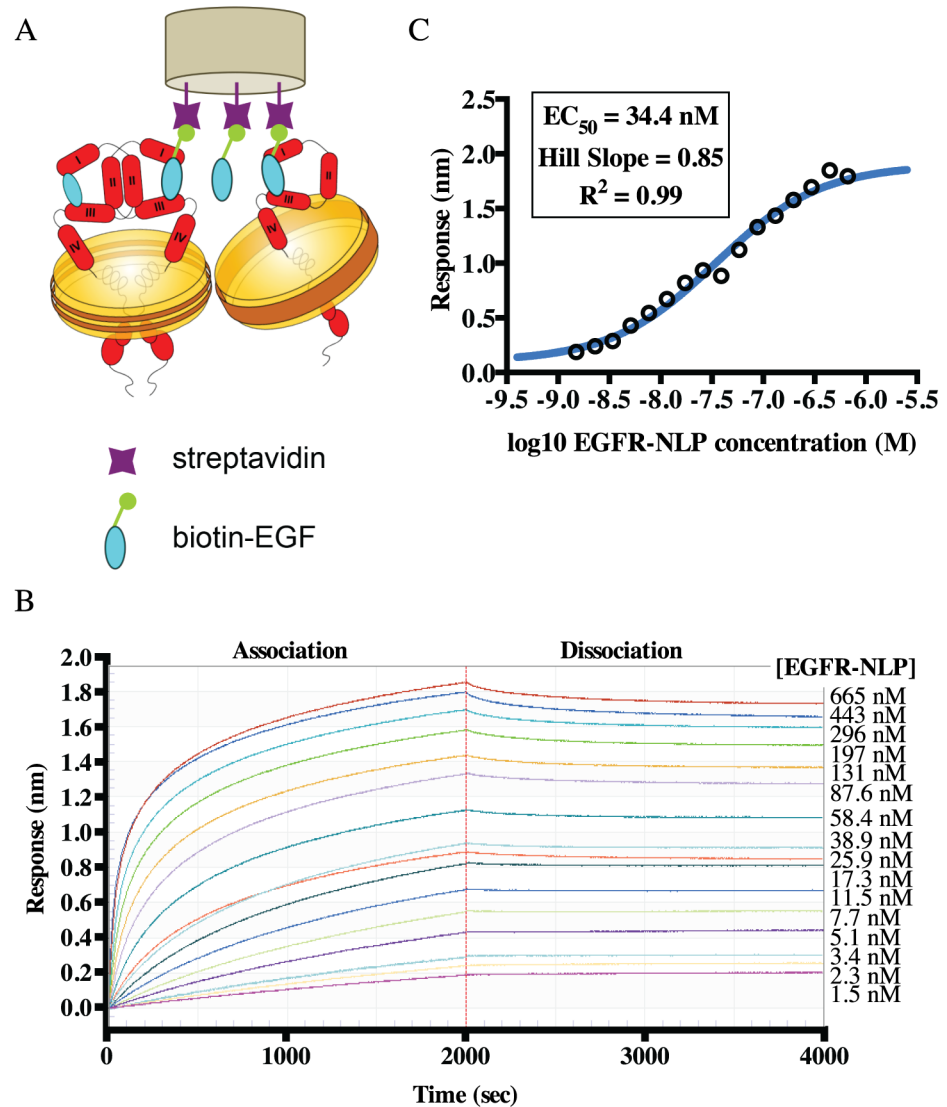 A
I
II
II
I
III
III
IV
IV
I
II
III
IV
streptavidin
biotin-EGF
C
2.5
2.0
1.5
1.0
0.5
0.0
Response (nm)
EC50 = 34.4 nM
Hill Slope = 0.85
R2 = 0.99
-9.5 -9.0 -8.5 -8.0 -7.5 -7.0 -6.5 -6.0 -5.5
log10 EGFR-NLP concentration (M)
B
Association
Dissociation
[EGFR-NLP]
2.0
1.8
1.6
1.4
1.2
1.0
0.8
0.6
0.4
0.2
0.0
Response (nm)
665 nM
443 nM
296 nM
197 nM
131 nM
87.6 nM
58.4 nM
38.9 nM
25.9 nM
17.3 nM
11.5 nM
7.7 nM
5.1 nM
3.4 nM
2.3 nM
1.5 nM
0 1000 2000 3000 4000
Time (sec)